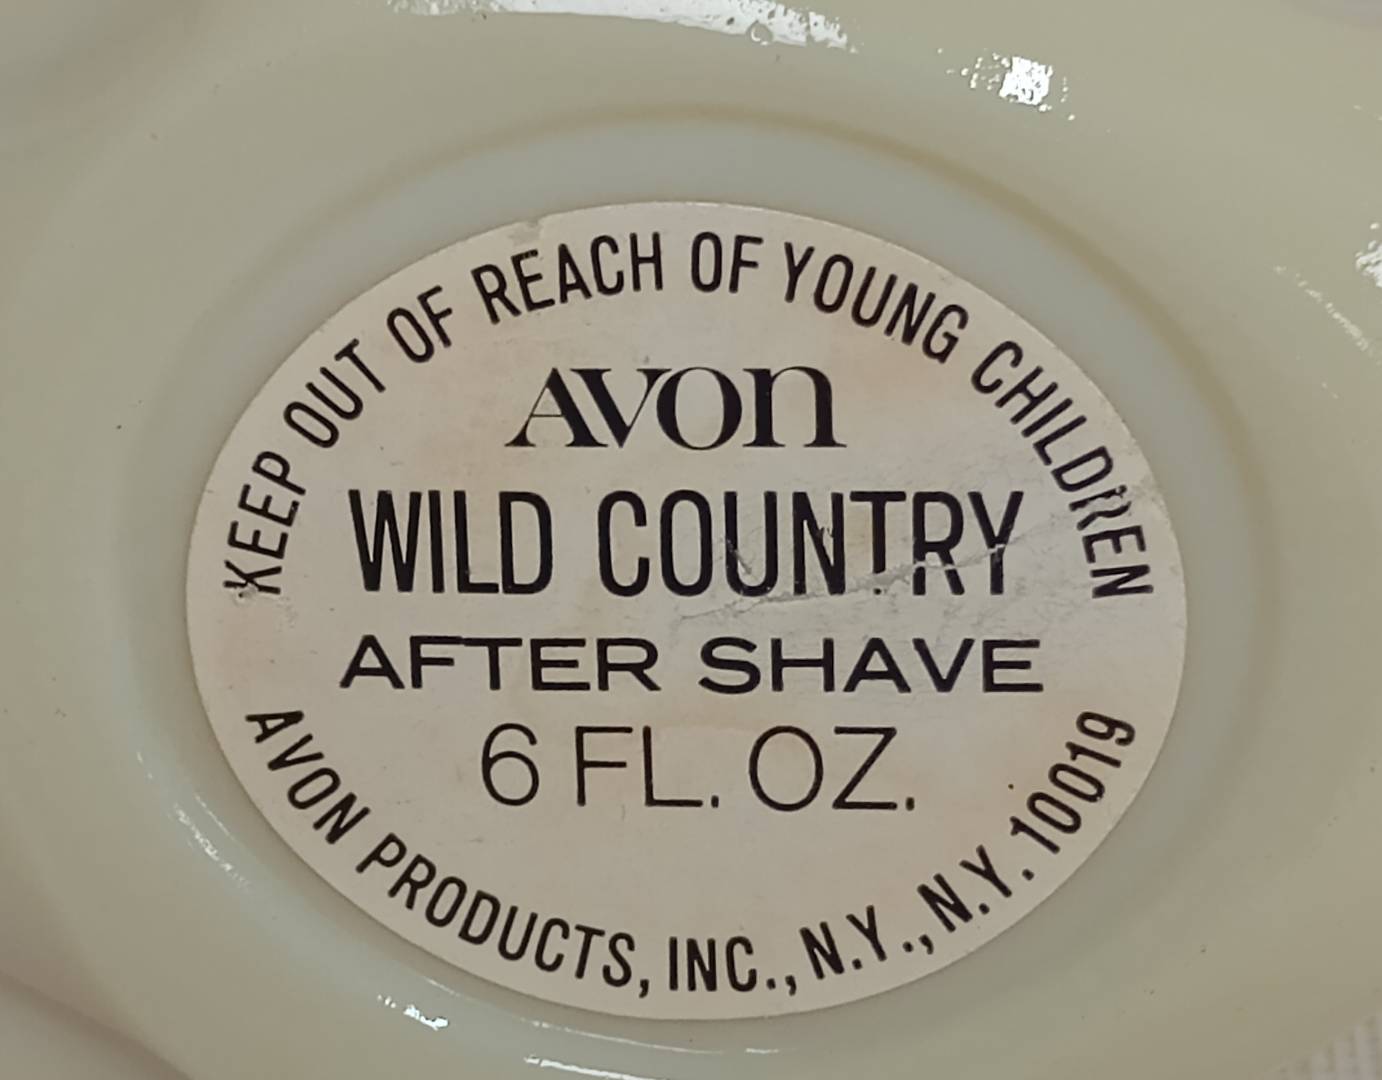 KEEP OUT OF REACH OF YOUNG CHILDREN
AVON
WILD COUNTRY
AFTER SHAVE
6 FL. OZ.
AVON PRODUCTS, INC., N.Y., N.Y. 10019